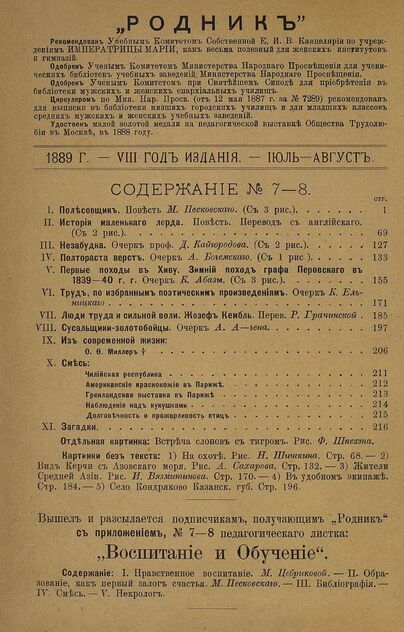 „РОДНИКЪ"
Рекомендованъ Учебнымъ Комитетомъ Собственной Е. И. В. Канцеляріи по учреж-
деніямъ ИМПЕРАТРИЦЫ МАРІИ, какъ весьма полезный для женскихъ институтовъ
и гимназій.
Одобренъ Ученымъ Комитетомъ Министерства Народнаго Просвѣщенія для учени-
ческихъ библіотекъ учебныхъ заведеній, Министерства Народнаго Просвѣщенія.
Одобренъ Учебнымъ Комитетомъ при Святѣйшемъ Синодѣ для пріобрѣтенія въ
библіотеки мужскихъ и женскихъ епархіальныхъ училищъ.
Циркуляромъ по Мин. Нар. Просв. (отъ 12 мая 1887 г. за № 7289) рекомендованъ
для выписки въ библіотеки низшихъ городскихъ училищъ и для младшихъ классовъ
среднихъ мужскихъ и женскихъ учебныхъ заведеній.
Удостоенъ малой золотой медали на педагогической выставкѣ Общества Трудолю-
бія въ Москвѣ, въ 1888 году.
1889 Г. — VIII ГОДЪ ИЗДАНІЯ. — ІЮЛЬ-АВГУСТЪ.
СОДЕРЖАНІЕ № 7—8.
СТР.
I. Полѣсовщикъ. Повѣсть М. Песковскаго. (Съ 3 рис.) . . . . . . . 1
II. Исторія маленькаго лорда. Повѣсть. Переводъ съ англійскаго.
(Съ 2 рис.) . . . . . . . 69
III. Незабудка. Очеркъ проф. Д. Кайгородова. (Съ 2 рис.) . . . . . . . 127
IV. Полтораста верстъ. Очеркъ А. Богемскаго. (Съ 1 рис.) . . . . . . . 133
V. Первые походы въ Хиву. Зимній походъ графа Перовскаго въ
1839—40 г. г. Очеркъ К. Абазы. (Съ 3 рис.) . . . . . . . 155
VI. Трудъ, по избраннымъ поэтическимъ произведеніямъ. Очеркъ К. Ель-
ницкаго . . . . . . . 171
VII. Люди труда и сильной воли. Жозефъ Кембль. Перев. Р. Грачинской . 185
VIII. Сусальщики-золотобойцы. Очеркъ А. А—гена. . . . . . . 197
IX. Изъ современной жизни:
О. Ѳ. Миллеръ † . . . . . . . 206
X. Смѣсь:
Чилійская республика . . . . . . . 211
Американскіе краснокожіе въ Парижѣ. . . . . . . 212
Гренландская выставка въ Парижѣ . . . . . . . 213
Наблюденія надъ кукушками . . . . . . . 214
Долговѣчность и прожорливость птицъ . . . . . . . 215
XI. Загадки. . . . . . . 216
Отдѣльная картинка: Встрѣча слоновъ съ тигромъ. Рис. Ф. Шпехта.
Картинки безъ текста: 1) На охотѣ. Рис. Н. Шишкина. Стр. 68. — 2)
Видъ Керчи съ Азовскаго моря. Рис. А. Сахарова. Стр. 132. — 3) Жители
Средней Азіи. Рис. И. Вязмитинова. Стр. 170. — 4) Въ удобномъ экипажѣ.
Стр. 184. — 5) Село Кондряково Казанск. губ. Стр. 196.
Вышелъ и разсылается подписчикамъ, получающимъ „Родникъ"
съ приложеніемъ, № 7—8 педагогическаго листка:
„Воспитаніе и Обученіе".
Содержаніе: I. Нравственное воспитаніе. М. Цебриковой. — II. Обра-
зованіе, какъ первый залогъ счастья. М. Песковскаго. — III. Библіографія. —
IV. Смѣсь. — V. Некрологъ.